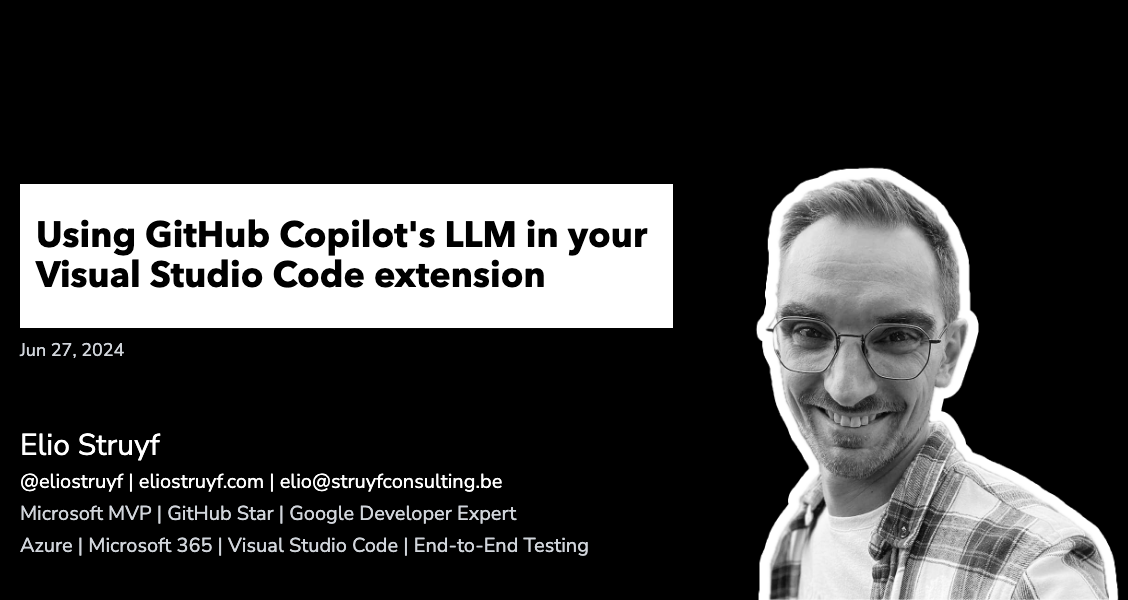 Using GitHub Copilot's LLM in your
Visual Studio Code extension
Jun 27, 2024
Elio Struyf
@eliostruyf | eliostruyf.com | elio@struyfconsulting.be
Microsoft MVP | GitHub Star | Google Developer Expert
Azure | Microsoft 365 | Visual Studio Code | End-to-End Testing